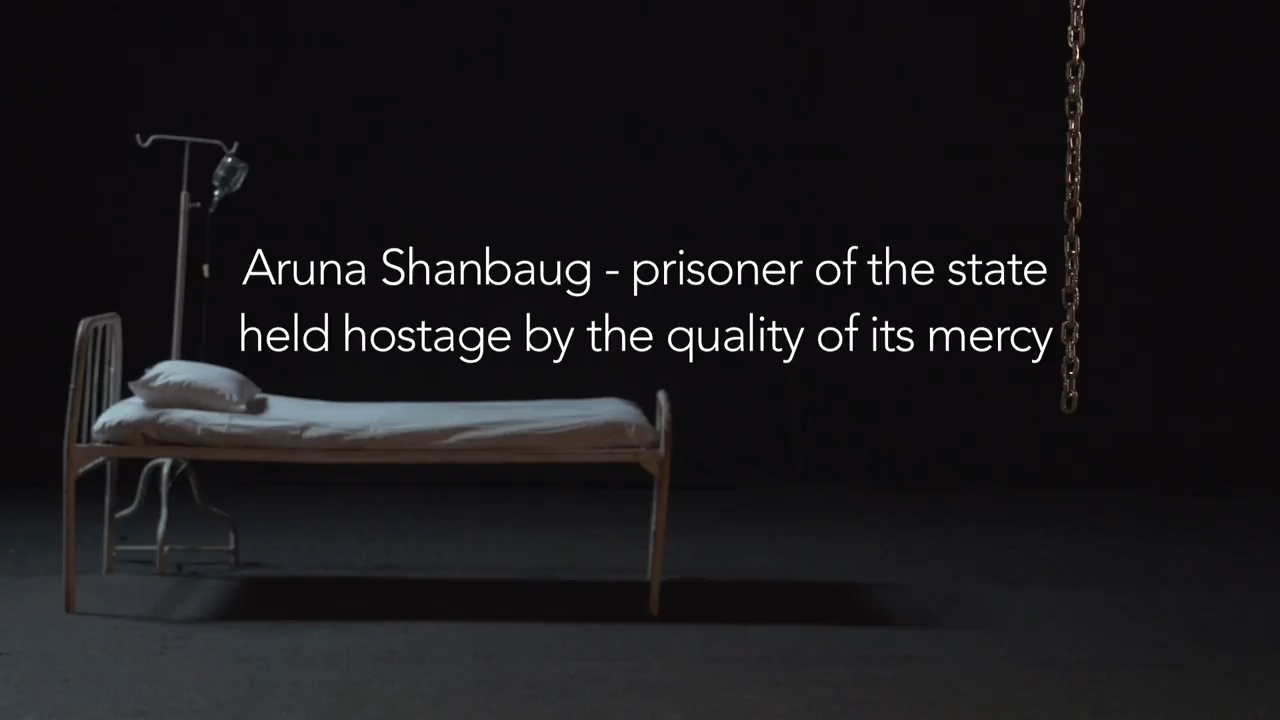 Aruna Shanbaug - prisoner of the state
held hostage by the quality of its mercy